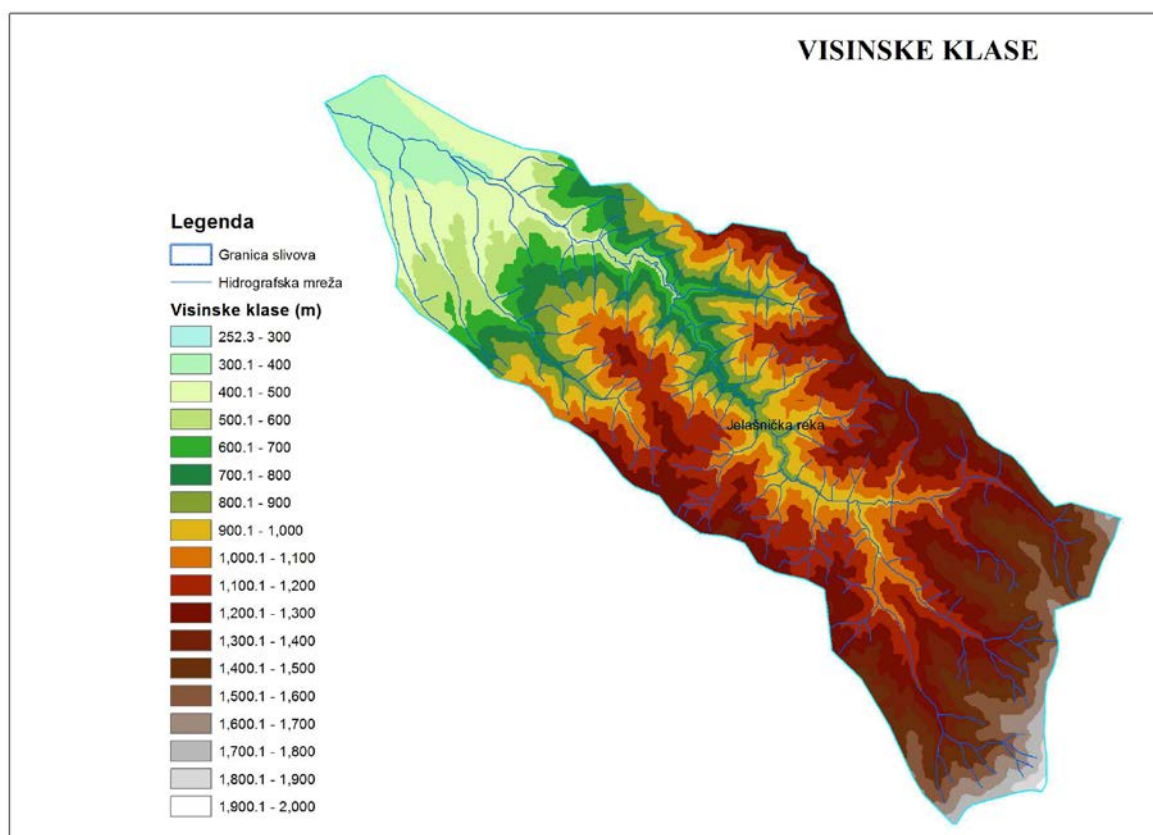 VISINSKE KLASE
Legenda
Granica slivova
Hidrografska mreža
Visinske klase (m)
252.3 - 300
300.1 - 400
400.1 - 500
500.1 - 600
600.1 - 700
700.1 - 800
800.1 - 900
900.1 - 1,000
1,000.1 - 1,100
1,100.1 - 1,200
1,200.1 - 1,300
1,300.1 - 1,400
1,400.1 - 1,500
1,500.1 - 1,600
1,600.1 - 1,700
1,700.1 - 1,800
1,800.1 - 1,900
1,900.1 - 2,000
Jelašnička reka